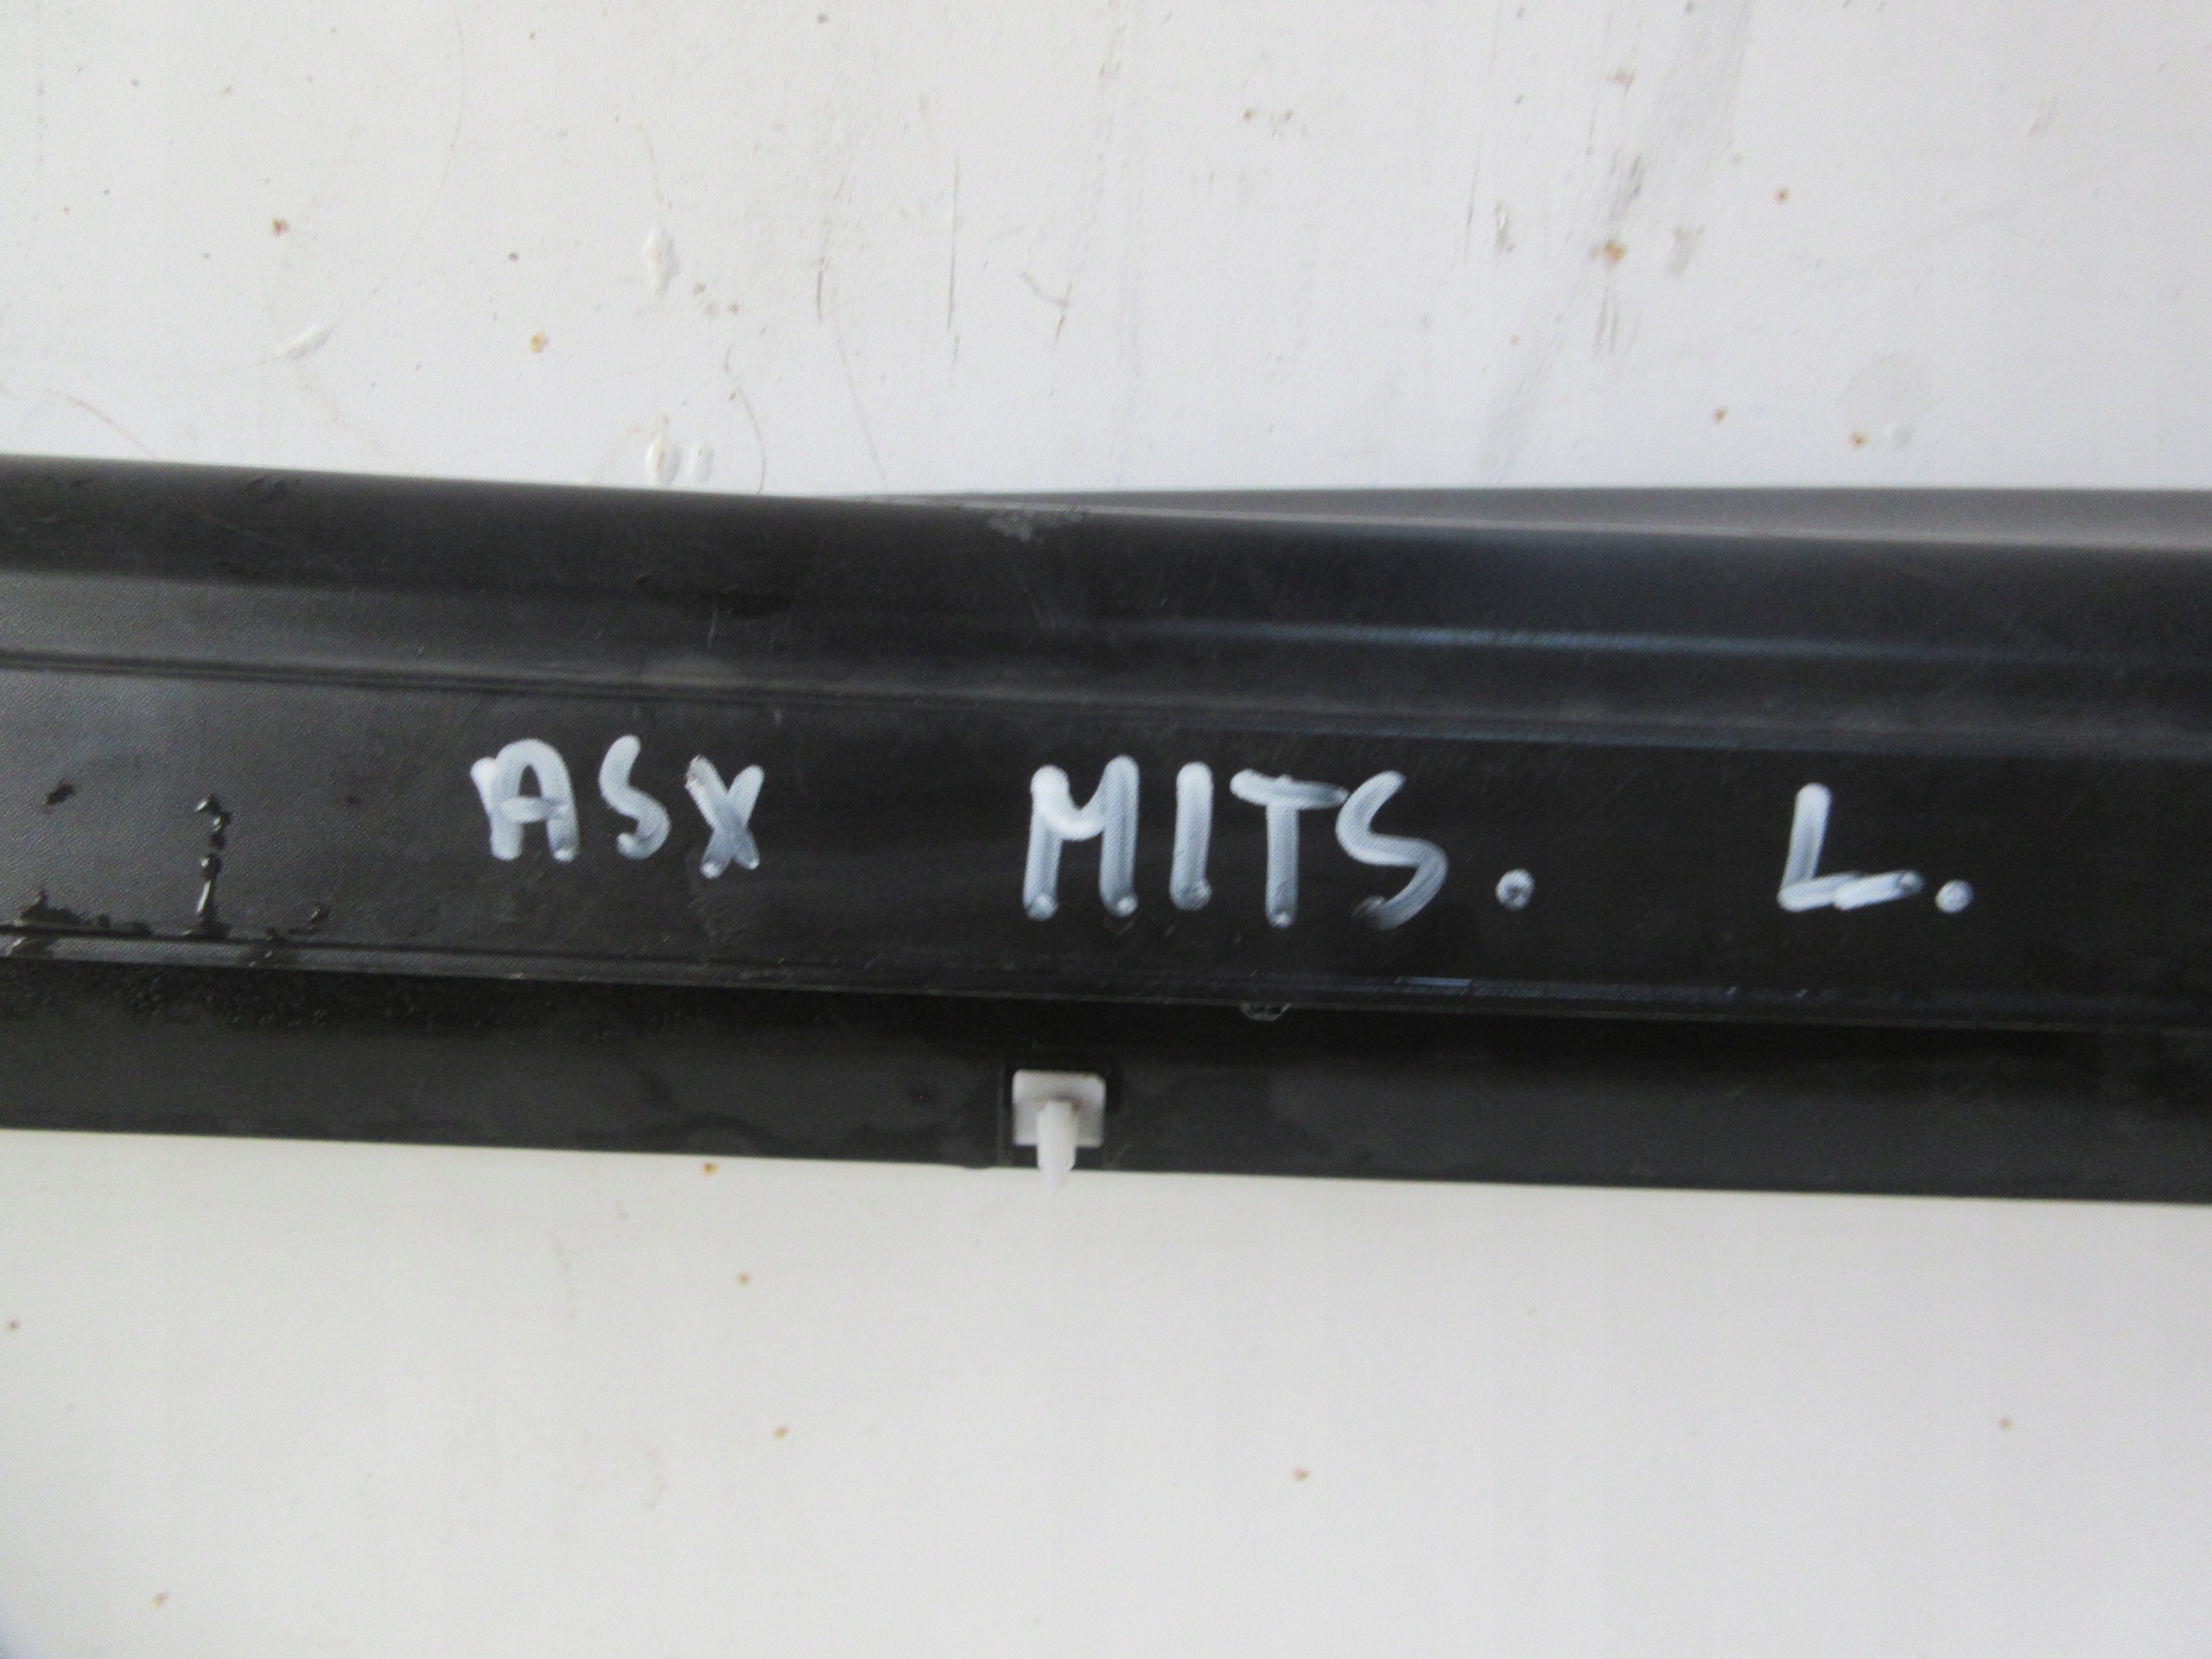 ASX MITS. L.